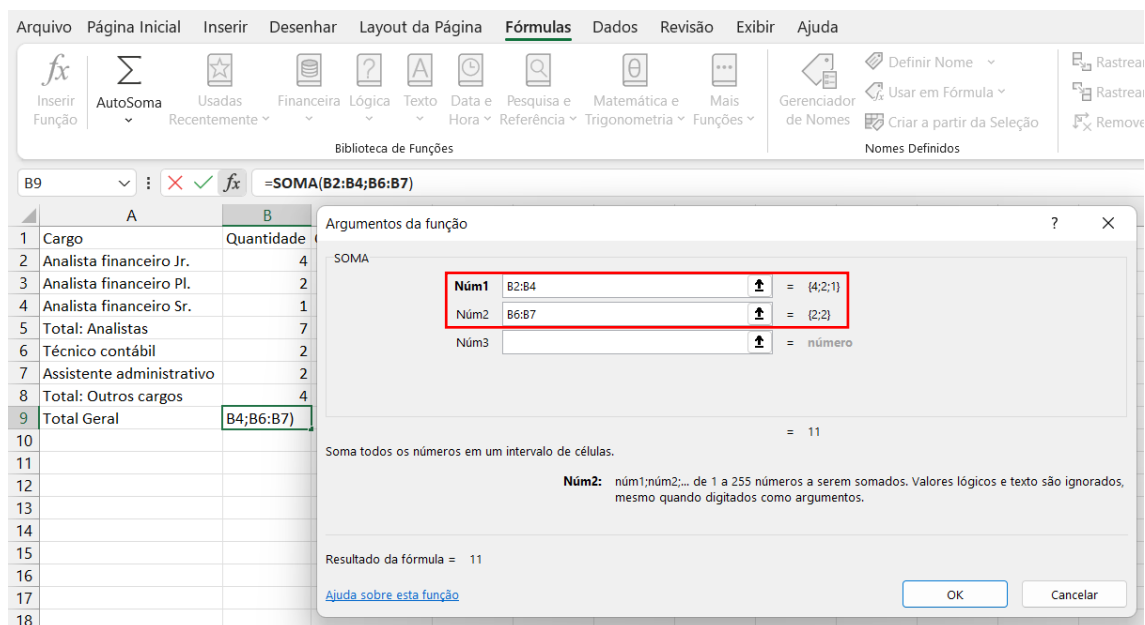 Arquivo Página Inicial Inserir Desenhar Layout da Página Fórmulas Dados Revisão Exibir Ajuda
fx Inserir Função
AutoSoma
Usadas Recentemente
Financeira
Lógica
Texto
Data e Hora
Pesquisa e Referência
Matemática e Trigonometria
Mais Funções
Biblioteca de Funções
Gerenciador de Nomes
Definir Nome
Usar em Fórmula
Criar a partir da Seleção
Nomes Definidos
Rastrear
Rastrear
Remove
B9 fx =SOMA(B2:B4;B6:B7)
A B
1 Cargo Quantidade
2 Analista financeiro Jr. 4
3 Analista financeiro Pl. 2
4 Analista financeiro Sr. 1
5 Total: Analistas 7
6 Técnico contábil 2
7 Assistente administrativo 2
8 Total: Outros cargos 4
9 Total Geral B4;B6:B7)
10
11
12
13
14
15
16
17
18
Argumentos da função ?
SOMA
Núm1 B2:B4 = {4;2;1}
Núm2 B6:B7 = {2;2}
Núm3 = número
= 11
Soma todos os números em um intervalo de células.
Núm2: núm1;núm2;... de 1 a 255 números a serem somados. Valores lógicos e texto são ignorados,
mesmo quando digitados como argumentos.
Resultado da fórmula = 11
Ajuda sobre esta função
OK Cancelar